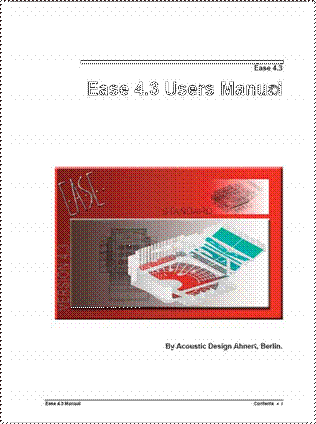 Ease 4.3
Ease 4.3 Users Manual
EASE
STANDARD
VERSION 4.3
By Acoustic Design Ahnert, Berlin.
Ease 4.3 Manual
Contents